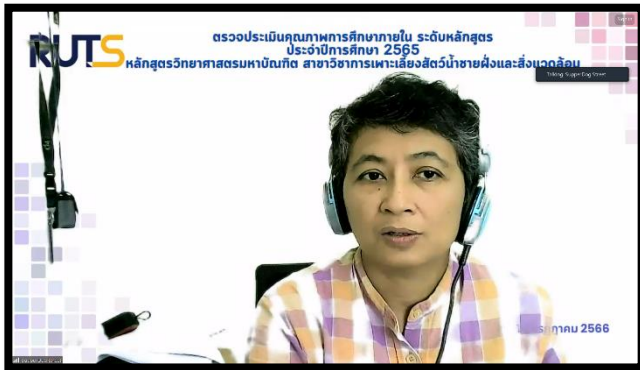 RUTS
ตรวจประเมินคุณภาพการศึกษาภายใน ระดับหลักสูตร
ประจำปีการศึกษา 2565
หลักสูตรวิทยาศาสตรมหาบัณฑิต สาขาวิชาการเพาะเลี้ยงสัตว์น้ำชายฝั่งและสิ่งแวดล้อม
Talking: SupperDog Street
2566